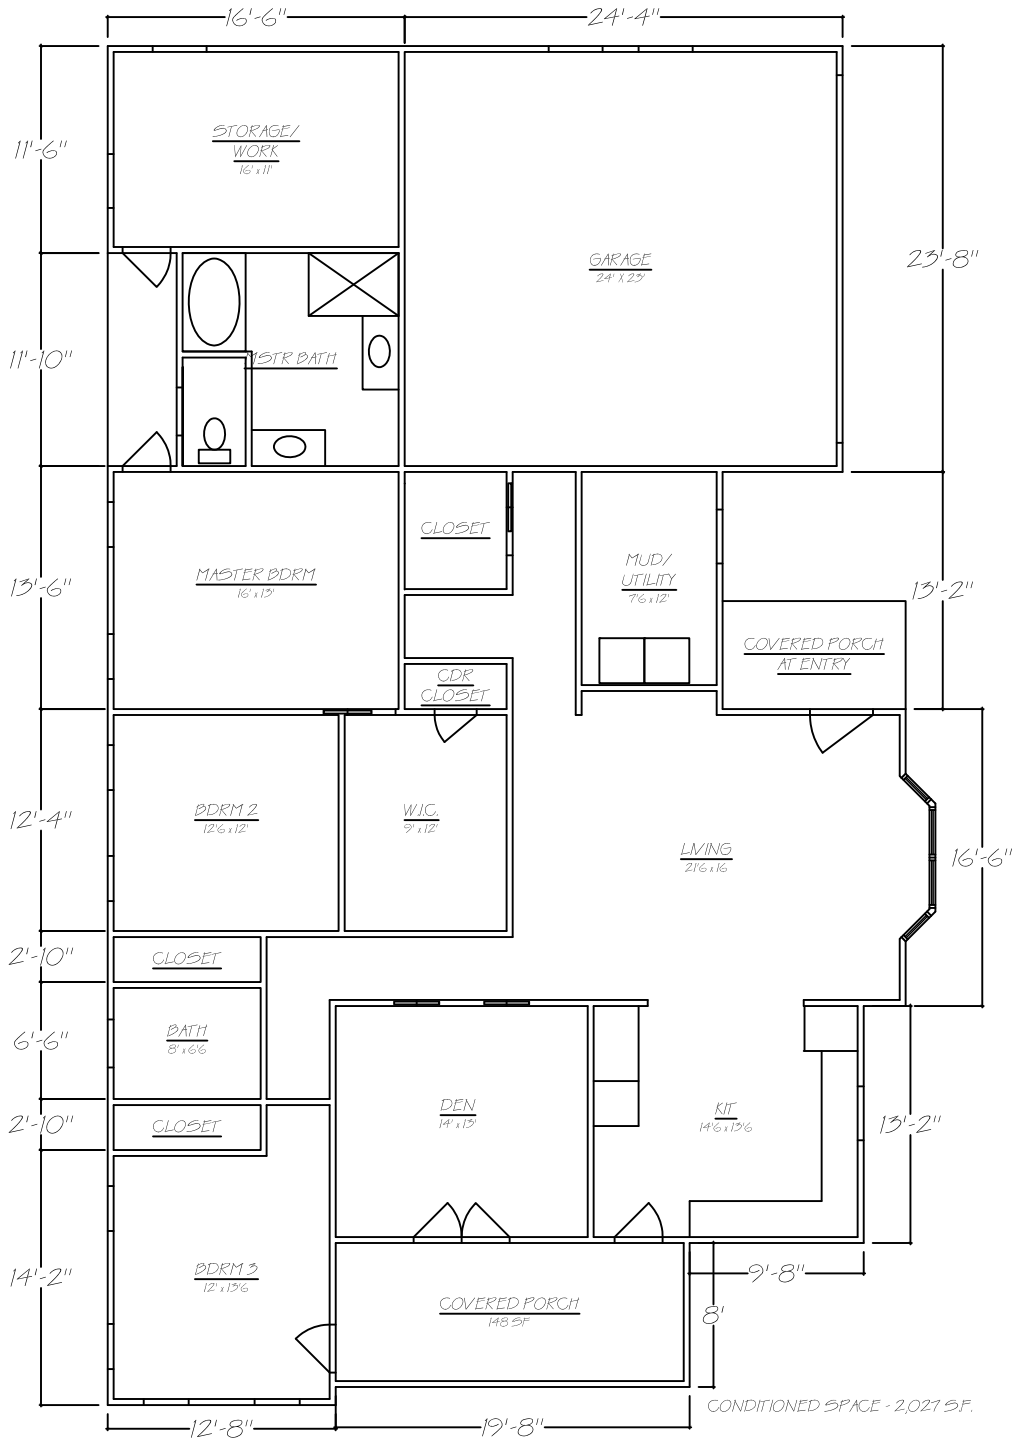 16'-6"
24'-4"
11'-6"
STORAGE/
WORK
16' x 11'
GARAGE
24' X 23'
23'-8"
11'-10"
MSTR BATH
CLOSET
MUD/
UTILITY
7'6 x 12'
MASTER BDRM
16' x 13'
13'-6"
13'-2"
COVERED PORCH
AT ENTRY
CDR
CLOSET
BDRM 2
12'6 x 12'
W.I.C.
9' x 12'
12'-4"
LIVING
21'6 x 16
16'-6"
2'-10"
CLOSET
6'-6"
BATH
8' x 6'6
DEN
14' x 13'
KIT
14'6 x 13'6
2'-10"
CLOSET
13'-2"
14'-2"
BDRM 3
12' x 13'6
9'-8"
COVERED PORCH
148 SF
8'
CONDITIONED SPACE - 2,027 S.F.
12'-8"
19'-8"